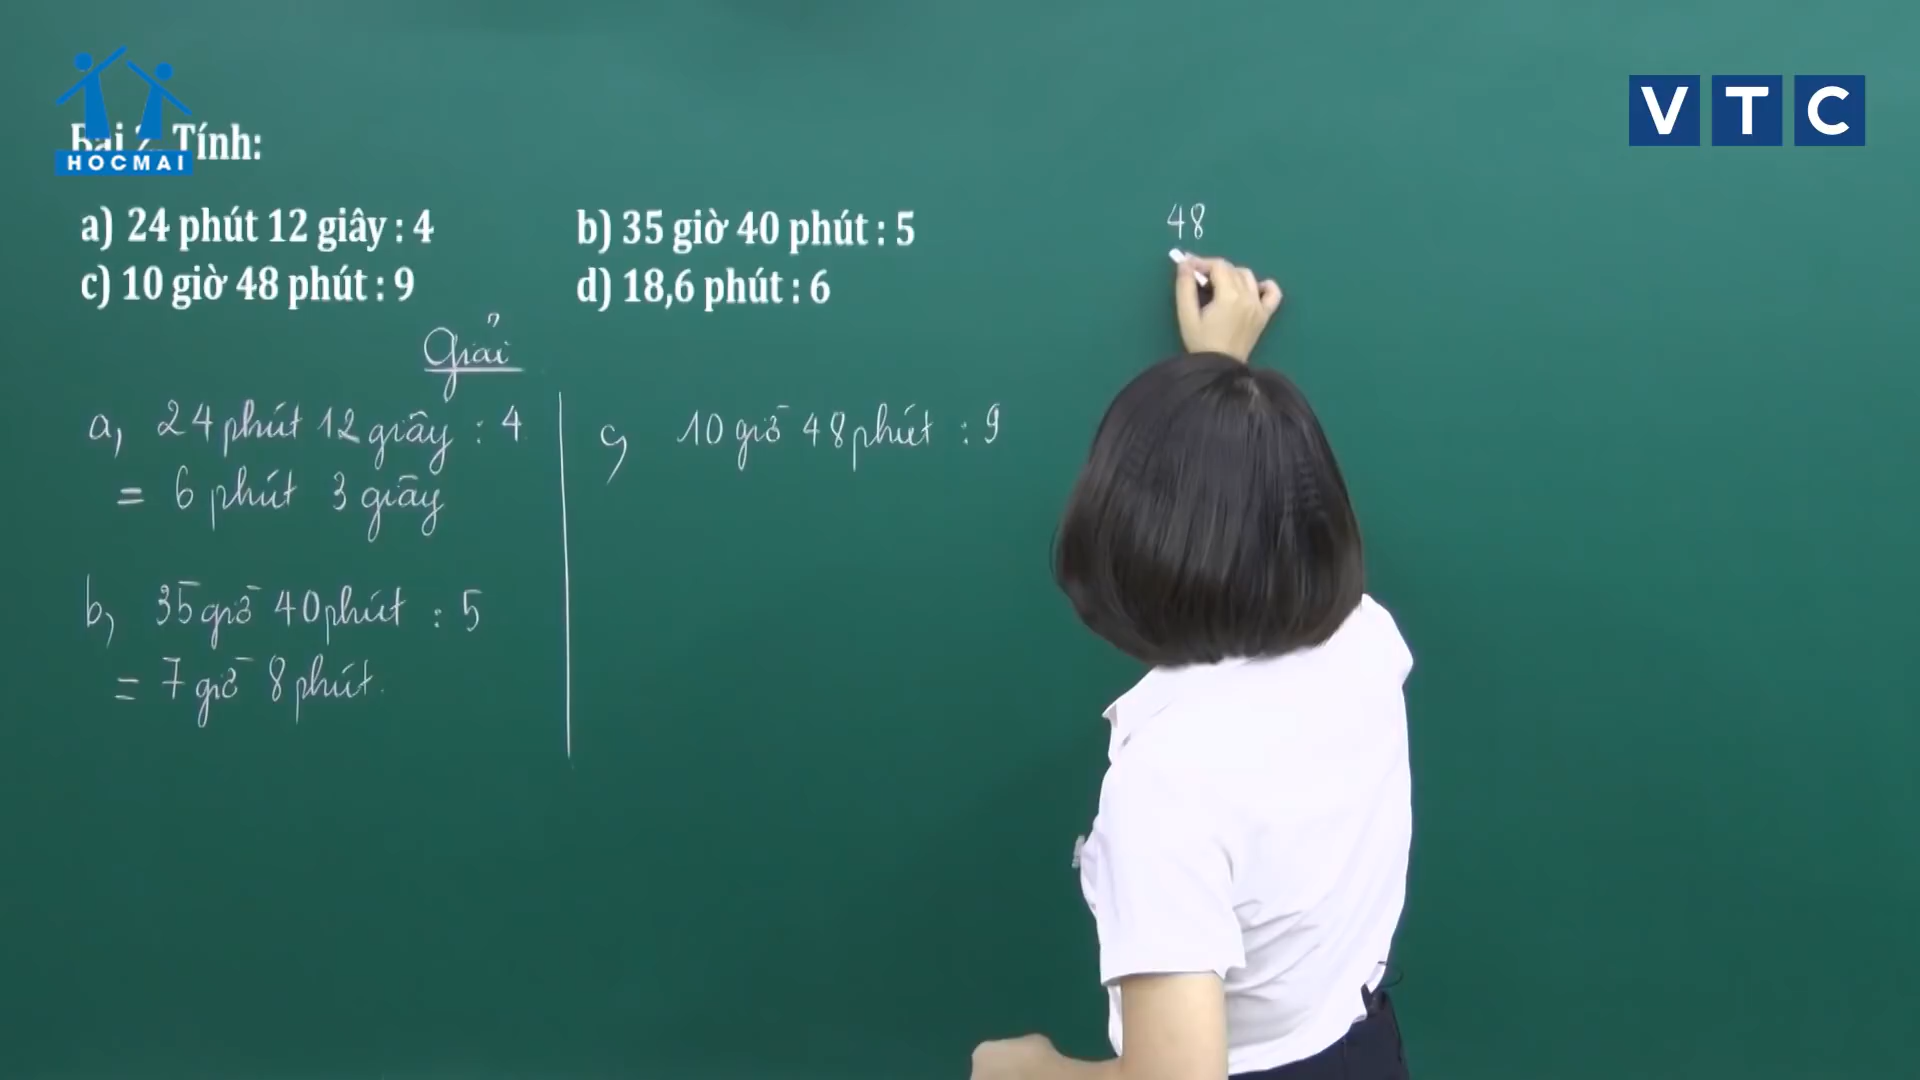 HOCMAI
VTC
Bài 2. Tính:
a) 24 phút 12 giây : 4
b) 35 giờ 40 phút : 5
c) 10 giờ 48 phút : 9
d) 18,6 phút : 6
48
Giải
a, 24 phút 12 giây : 4
= 6 phút 3 giây
b, 35 giờ 40 phút : 5
= 7 giờ 8 phút.
c, 10 giờ 48 phút : 9